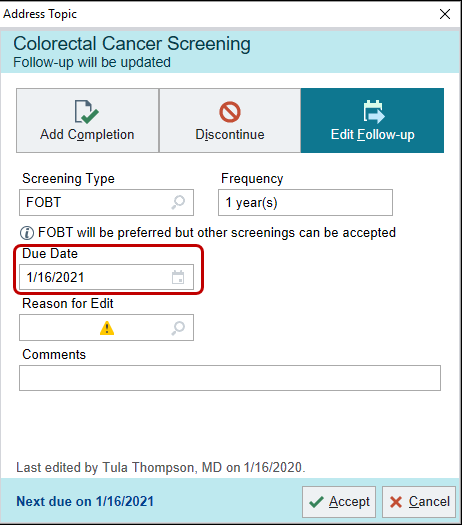 Address Topic
Colorectal Cancer Screening
Follow-up will be updated
Add Completion
Discontinue
Edit Follow-up
Screening Type
Frequency
FOBT
1 year(s)
FOBT will be preferred but other screenings can be accepted
Due Date
1/16/2021
Reason for Edit
Comments
Last edited by Tula Thompson, MD on 1/16/2020.
Next due on 1/16/2021
Accept
Cancel